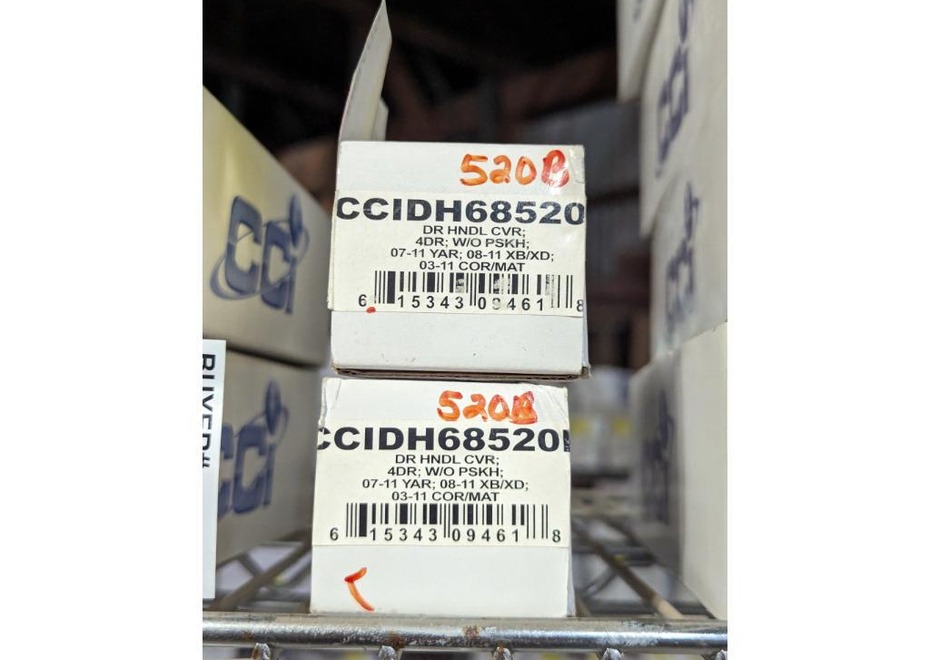 CCi
520B
CCIDH68520
DR HNDL CVR;
4DR; W/O PSKH;
07-11 YAR; 08-11 XB/XD;
03-11 COR/MAT
6 15343 09461 8
CCi
520B
CCIDH68520
DR HNDL CVR;
4DR; W/O PSKH;
07-11 YAR; 08-11 XB/XD;
03-11 COR/MAT
6 15343 09461 8
CCi
BUYER#